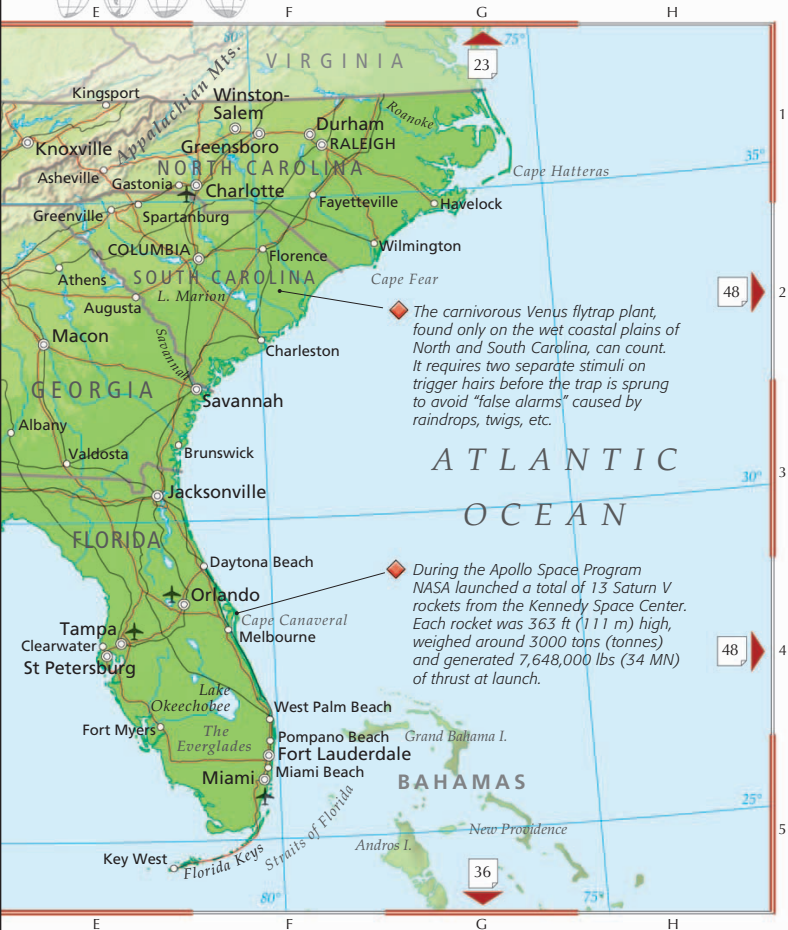 E F G H
80°
75°
VIRGINIA
23
Appalachian Mts.
Kingsport
Winston-
Salem
Roanoke
1
Durham
Knoxville
Greensboro
RALEIGH
35°
NORTH CAROLINA
Asheville
Gastonia
Charlotte
Cape Hatteras
Fayetteville
Havelock
Greenville
Spartanburg
COLUMBIA
Florence
Wilmington
Athens
SOUTH CAROLINA
Cape Fear
L. Marion
48
2
Augusta
The carnivorous Venus flytrap plant,
found only on the wet coastal plains of
North and South Carolina, can count.
It requires two separate stimuli on
trigger hairs before the trap is sprung
to avoid “false alarms” caused by
raindrops, twigs, etc.
Macon
Savannah
Charleston
GEORGIA
Savannah
Albany
Valdosta
Brunswick
ATLANTIC
3
30°
Jacksonville
OCEAN
FLORIDA
Daytona Beach
During the Apollo Space Program
NASA launched a total of 13 Saturn V
rockets from the Kennedy Space Center.
Each rocket was 363 ft (111 m) high,
weighed around 3000 tons (tonnes)
and generated 7,648,000 lbs (34 MN)
of thrust at launch.
Orlando
Cape Canaveral
Tampa
Melbourne
Clearwater
48
4
St Petersburg
Lake
Okeechobee
West Palm Beach
Fort Myers
The
Everglades
Pompano Beach
Grand Bahama I.
Fort Lauderdale
Miami
Miami Beach
BAHAMAS
25°
Straits of Florida
New Providence
5
Andros I.
Key West
Florida Keys
36
80°
75°
E F G H